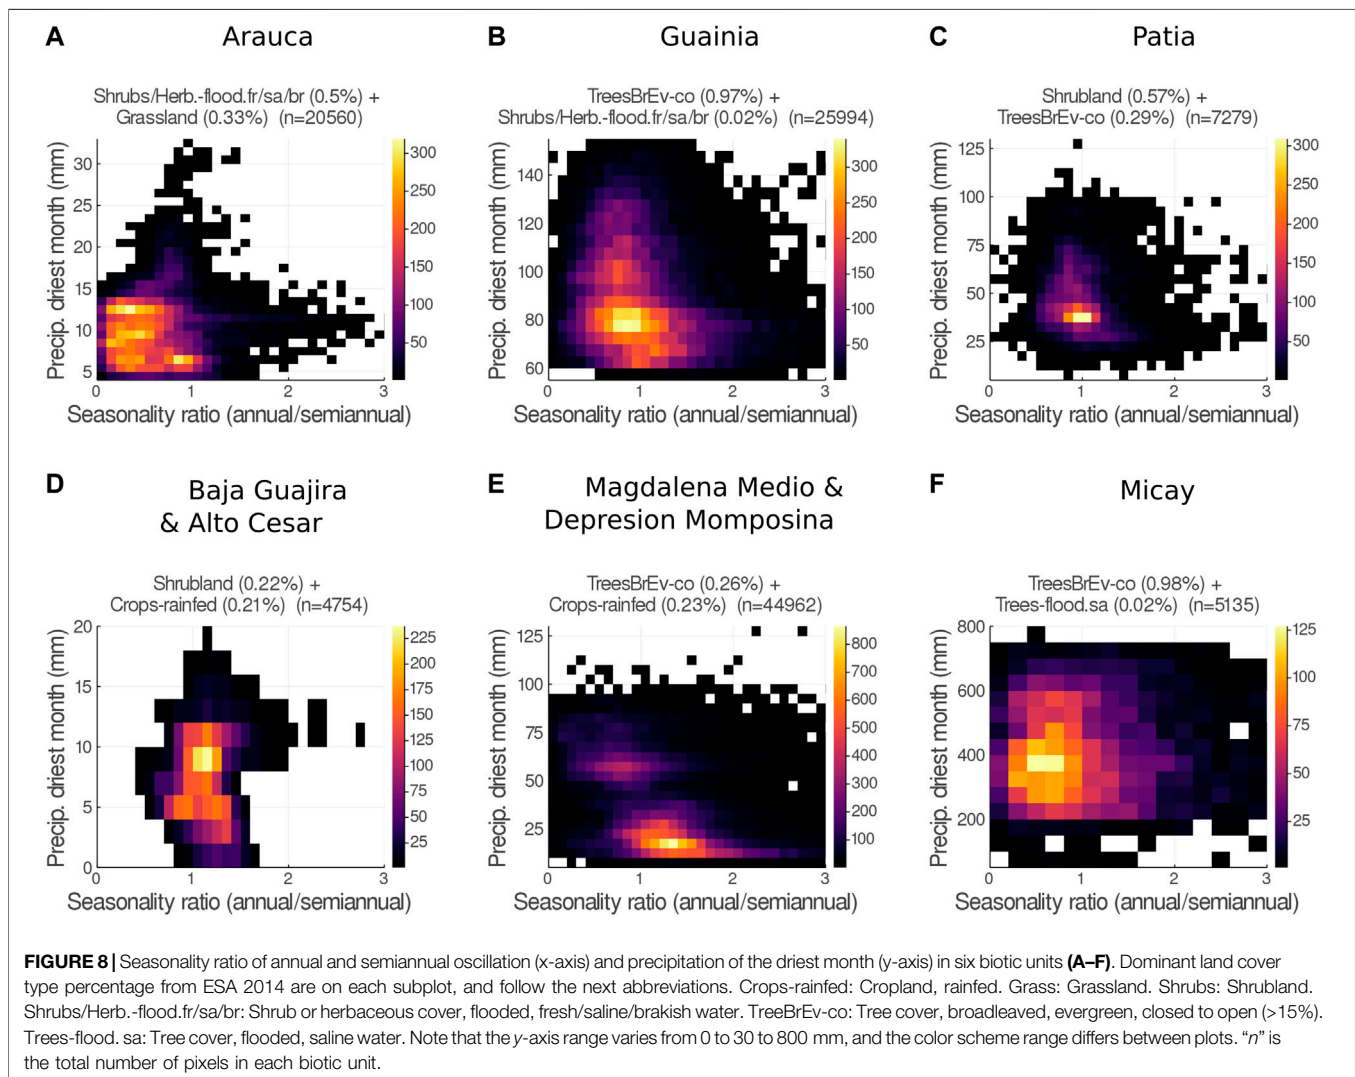 A Arauca
Shrubs/Herb.-flood.fr/sa/br (0.5%) +
Grassland (0.33%) (n=20560)
Precip. driest month (mm)
30
25
20
15
10
5
0 1 2 3
Seasonality ratio (annual/semiannual)
300
250
200
150
100
50
B Guainia
TreesBrEv-co (0.97%) +
Shrubs/Herb.-flood.fr/sa/br (0.02%) (n=25994)
Precip. driest month (mm)
140
120
100
80
60
0 1 2 3
Seasonality ratio (annual/semiannual)
300
250
200
150
100
50
C Patia
Shrubland (0.57%) +
TreesBrEv-co (0.29%) (n=7279)
Precip. driest month (mm)
125
100
75
50
25
0 1 2 3
Seasonality ratio (annual/semiannual)
300
250
200
150
100
50
D Baja Guajira
& Alto Cesar
Shrubland (0.22%) +
Crops-rainfed (0.21%) (n=4754)
Precip. driest month (mm)
20
15
10
5
0
0 1 2 3
Seasonality ratio (annual/semiannual)
225
200
175
150
125
100
75
50
25
E Magdalena Medio &
Depresion Momposina
TreesBrEv-co (0.26%) +
Crops-rainfed (0.23%) (n=44962)
Precip. driest month (mm)
125
100
75
50
25
0 1 2 3
Seasonality ratio (annual/semiannual)
800
700
600
500
400
300
200
100
F Micay
TreesBrEv-co (0.98%) +
Trees-flood.sa (0.02%) (n=5135)
Precip. driest month (mm)
800
600
400
200
0 1 2 3
Seasonality ratio (annual/semiannual)
125
100
75
50
25
FIGURE 8 | Seasonality ratio of annual and semiannual oscillation (x-axis) and precipitation of the driest month (y-axis) in six biotic units (A–F). Dominant land cover
type percentage from ESA 2014 are on each subplot, and follow the next abbreviations. Crops-rainfed: Cropland, rainfed. Grass: Grassland. Shrubs: Shrubland.
Shrubs/Herb.-flood.fr/sa/br: Shrub or herbaceous cover, flooded, fresh/saline/brakish water. TreeBrEv-co: Tree cover, broadleaved, evergreen, closed to open (>15%).
Trees-flood. sa: Tree cover, flooded, saline water. Note that the y-axis range varies from 0 to 30 to 800 mm, and the color scheme range differs between plots. “n” is
the total number of pixels in each biotic unit.